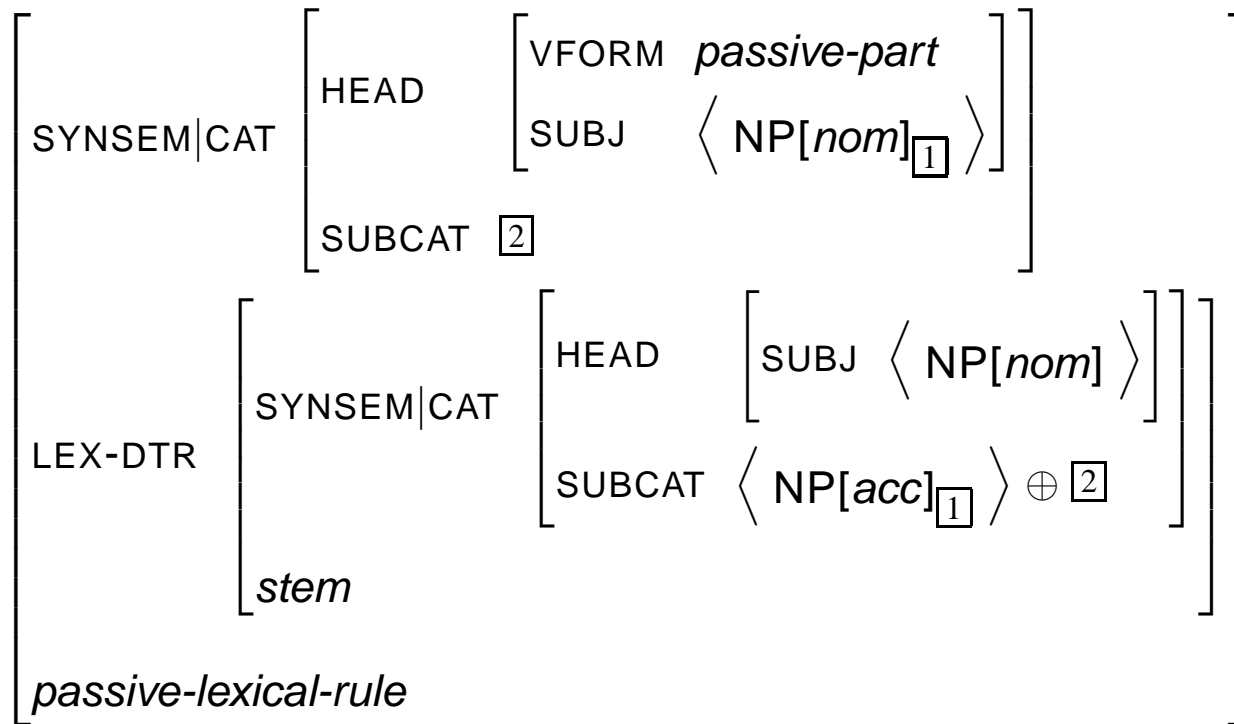 VFORM passive-part
HEAD
SYNSEM|CAT SUBJ ⟨ NP[nom]1 ⟩
SUBCAT 2
HEAD SUBJ ⟨ NP[nom] ⟩
SYNSEM|CAT
LEX-DTR
SUBCAT ⟨ NP[acc]1 ⟩ ⊕ 2
stem
passive-lexical-rule